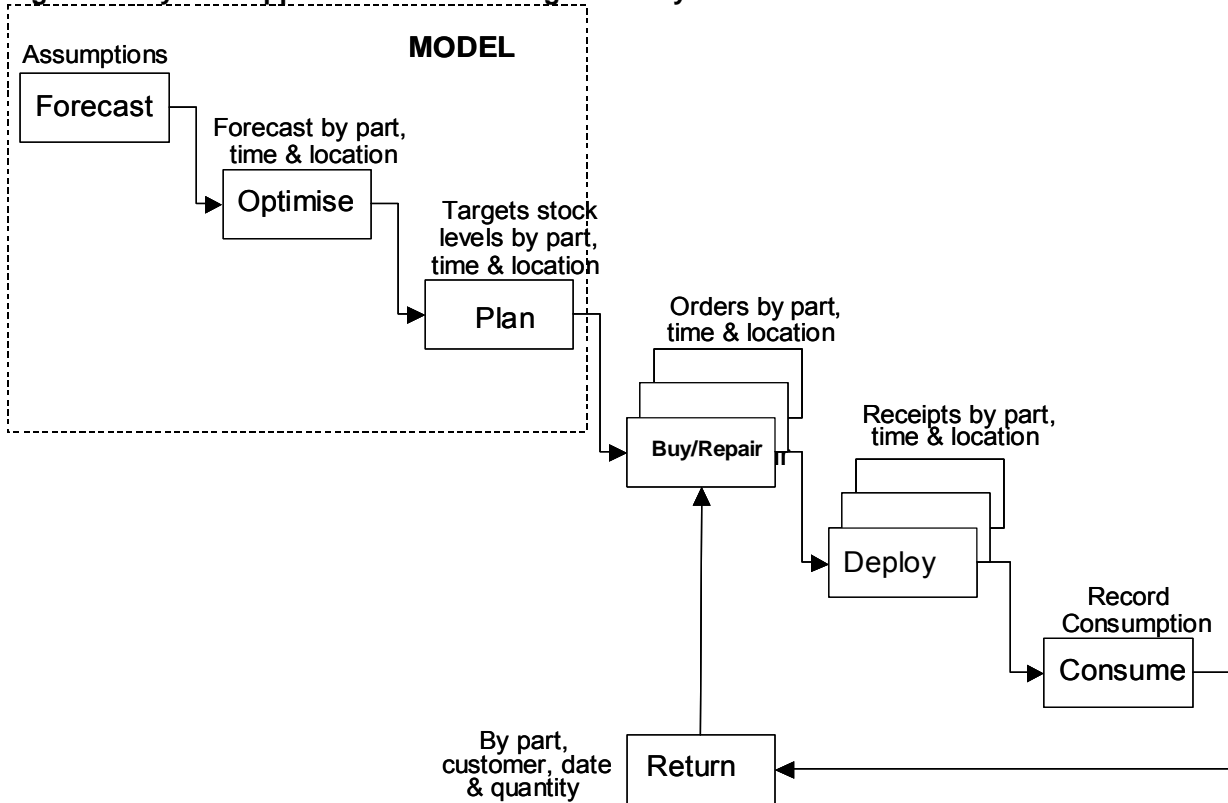 MODEL
Assumptions
Forecast
Forecast by part,
time & location
Optimise
Targets stock
levels by part,
time & location
Plan
Orders by part,
time & location
Buy/Repair
Receipts by part,
time & location
Deploy
Record
Consumption
Consume
By part,
customer, date
& quantity
Return